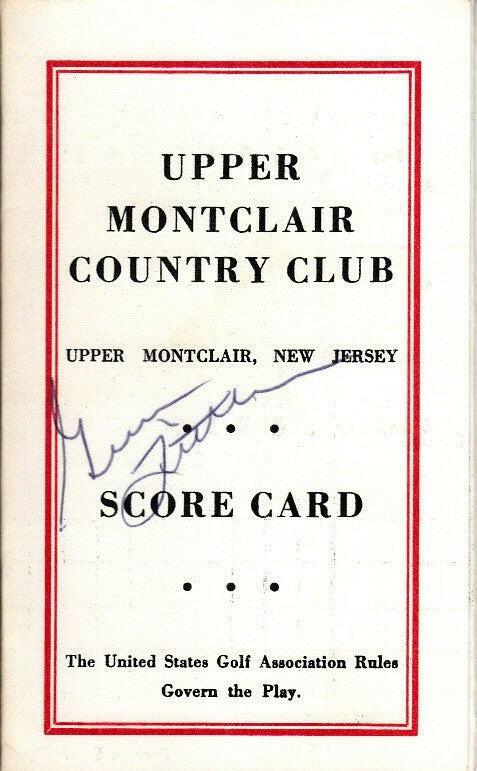 UPPER
MONTCLAIR
COUNTRY CLUB
UPPER MONTCLAIR, NEW JERSEY
• • •
SCORE CARD
• • •
The United States Golf Association Rules
Govern the Play.